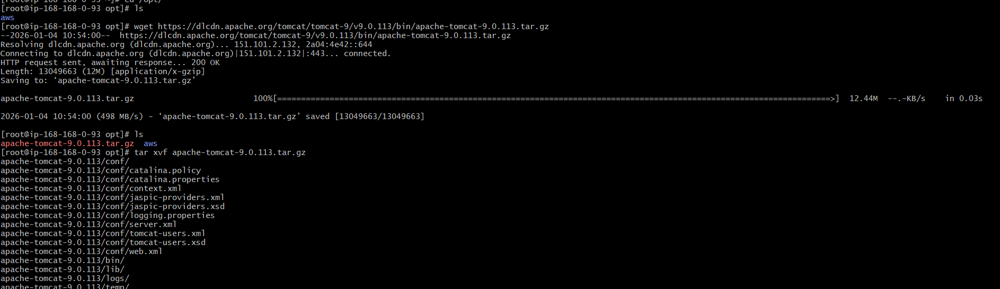 [root@ip-168-168-0-93 ~]# cd /opt/
[root@ip-168-168-0-93 opt]# ls
aws
[root@ip-168-168-0-93 opt]# wget https://dlcdn.apache.org/tomcat/tomcat-9/v9.0.113/bin/apache-tomcat-9.0.113.tar.gz
--2026-01-04 10:54:00--  https://dlcdn.apache.org/tomcat/tomcat-9/v9.0.113/bin/apache-tomcat-9.0.113.tar.gz
Resolving dlcdn.apache.org (dlcdn.apache.org)... 151.101.2.132, 2a04:4e42::644
Connecting to dlcdn.apache.org (dlcdn.apache.org)|151.101.2.132|:443... connected.
HTTP request sent, awaiting response... 200 OK
Length: 13049663 (12M) [application/x-gzip]
Saving to: ‘apache-tomcat-9.0.113.tar.gz’
apache-tomcat-9.0.113.tar.gz 100%[====================================================================================================================>] 12.44M --.-KB/s in 0.03s
2026-01-04 10:54:00 (498 MB/s) - ‘apache-tomcat-9.0.113.tar.gz’ saved [13049663/13049663]
[root@ip-168-168-0-93 opt]# ls
apache-tomcat-9.0.113.tar.gz  aws
[root@ip-168-168-0-93 opt]# tar xvf apache-tomcat-9.0.113.tar.gz
apache-tomcat-9.0.113/conf/
apache-tomcat-9.0.113/conf/catalina.policy
apache-tomcat-9.0.113/conf/catalina.properties
apache-tomcat-9.0.113/conf/context.xml
apache-tomcat-9.0.113/conf/jaspic-providers.xml
apache-tomcat-9.0.113/conf/jaspic-providers.xsd
apache-tomcat-9.0.113/conf/logging.properties
apache-tomcat-9.0.113/conf/server.xml
apache-tomcat-9.0.113/conf/tomcat-users.xml
apache-tomcat-9.0.113/conf/tomcat-users.xsd
apache-tomcat-9.0.113/conf/web.xml
apache-tomcat-9.0.113/bin/
apache-tomcat-9.0.113/lib/
apache-tomcat-9.0.113/logs/
apache-tomcat-9.0.113/temp/